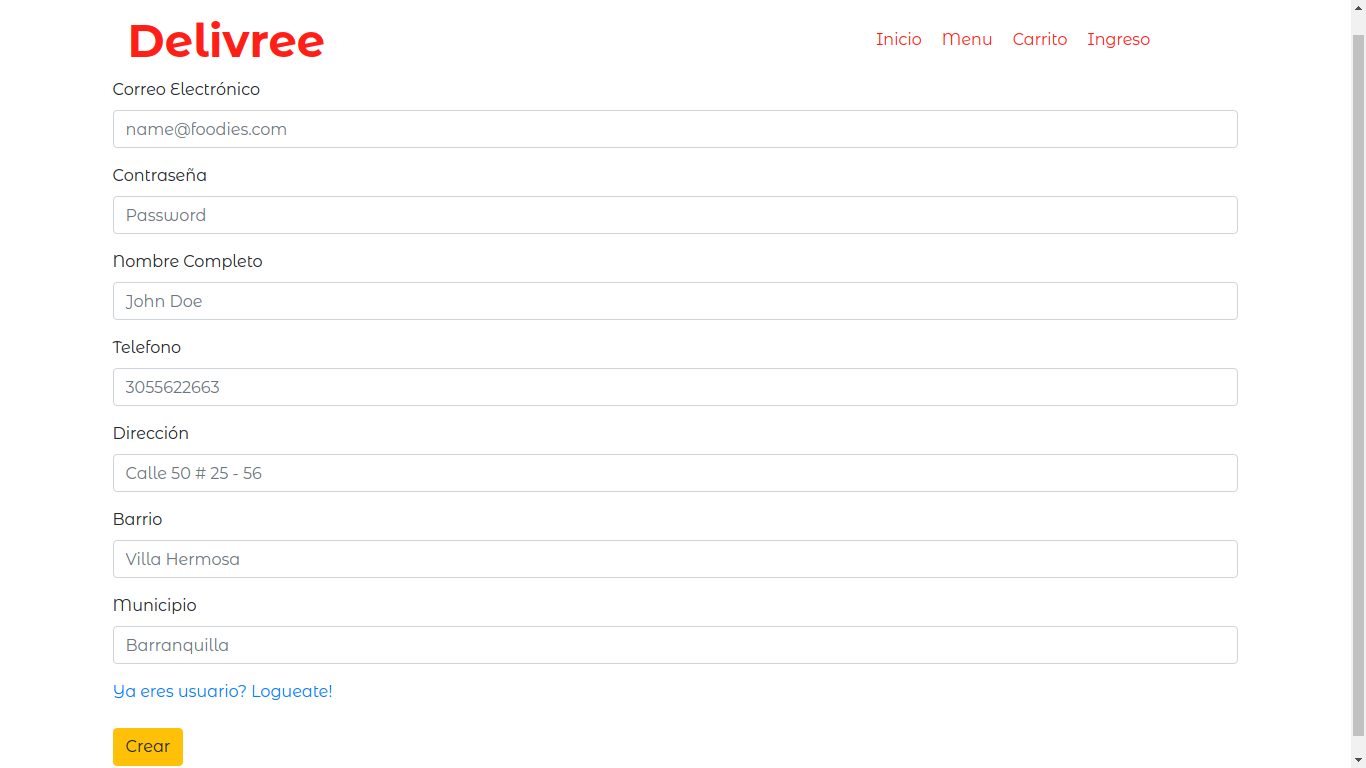 Delivree
Inicio Menu Carrito Ingreso
Correo Electrónico
name@foodies.com
Contraseña
Password
Nombre Completo
John Doe
Telefono
3055622663
Dirección
Calle 50 # 25 - 56
Barrio
Villa Hermosa
Municipio
Barranquilla
Ya eres usuario? Logueate!
Crear